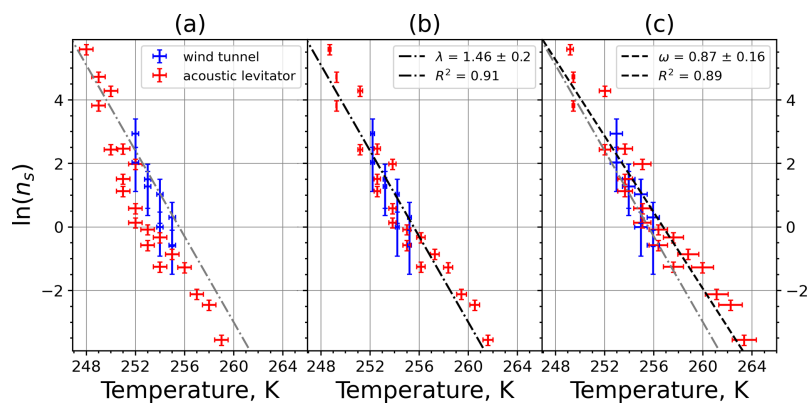 (a) (b) (c)
wind tunnel
acoustic levitator
λ = 1.46 ± 0.2
R² = 0.91
ω = 0.87 ± 0.16
R² = 0.89
ln(nₛ)
4
2
0
−2
248 252 256 260 264
248 252 256 260 264
248 252 256 260 264
4
2
0
−2
Temperature, K Temperature, K Temperature, K